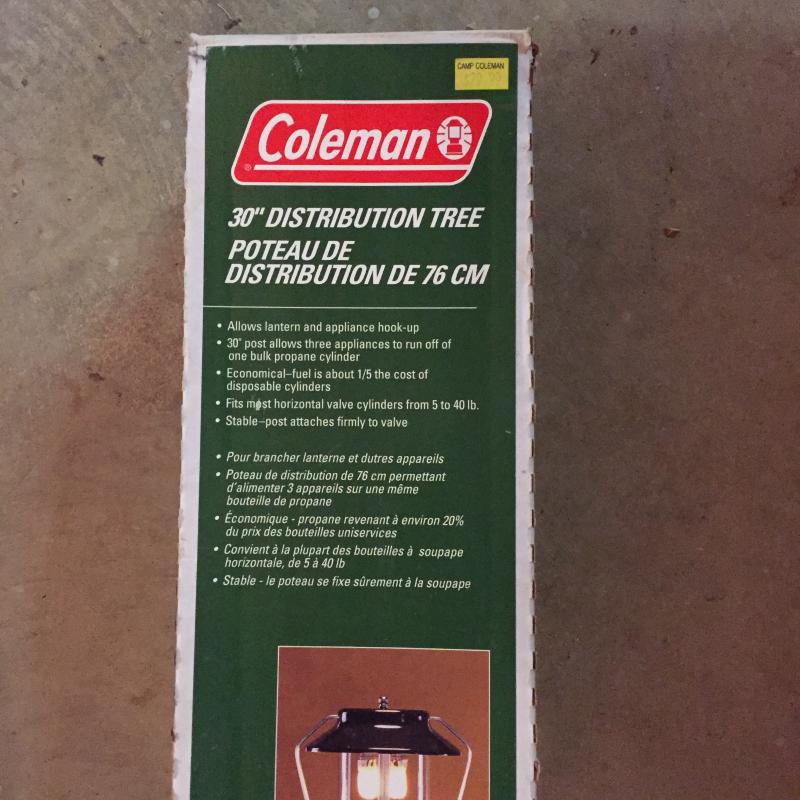 CAMP COLEMAN
Coleman
®
30" DISTRIBUTION TREE
POTEAU DE
DISTRIBUTION DE 76 CM
• Allows lantern and appliance hook-up
• 30" post allows three appliances to run off of
one bulk propane cylinder
• Economical–fuel is about 1/5 the cost of
disposable cylinders
• Fits most horizontal valve cylinders from 5 to 40 lb.
• Stable–post attaches firmly to valve
• Pour brancher lanterne et dutres appareils
• Poteau de distribution de 76 cm permettant
d'alimenter 3 appareils sur une même
bouteille de propane
• Économique - propane revenant à environ 20%
du prix des bouteilles uniservices
• Convient à la plupart des bouteilles à soupape
horizontale, de 5 à 40 lb
• Stable - le poteau se fixe sûrement à la soupape